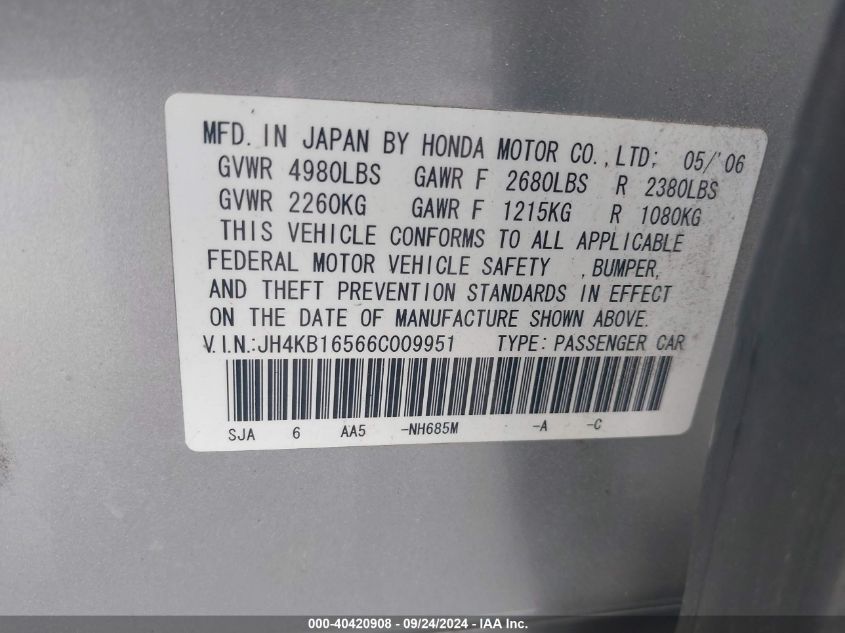 MFD. IN JAPAN BY HONDA MOTOR CO., LTD; 05/'06
GVWR 4980LBS GAWR F 2680LBS R 2380LBS
GVWR 2260KG GAWR F 1215KG R 1080KG
THIS VEHICLE CONFORMS TO ALL APPLICABLE
FEDERAL MOTOR VEHICLE SAFETY , BUMPER,
AND THEFT PREVENTION STANDARDS IN EFFECT
ON THE DATE OF MANUFACTURE SHOWN ABOVE.
V.I.N.:JH4KB16566C009951 TYPE: PASSENGER CAR
SJA 6 AA5 -NH685M -A -C
000-40420908 - 09/24/2024 - IAA Inc.